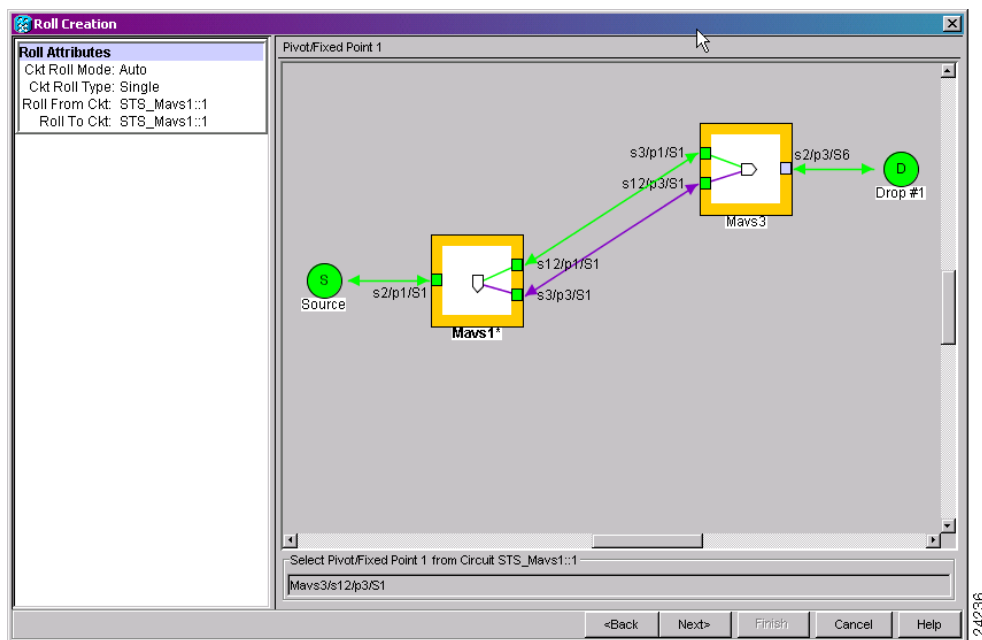 Roll Creation
Roll Attributes
Ckt Roll Mode: Auto
Ckt Roll Type: Single
Roll From Ckt: STS_Mavs1::1
Roll To Ckt: STS_Mavs1::1
Pivot/Fixed Point 1
s3/p1/S1
s2/p3/S6
D
s12/p3/S1
Drop #1
Mavs3
s12/p1/S1
S
s2/p1/S1
s3/p3/S1
Source
Mavs1*
Select Pivot/Fixed Point 1 from Circuit STS_Mavs1::1
Mavs3/s12/p3/S1
<Back
Next>
Finish
Cancel
Help
24236